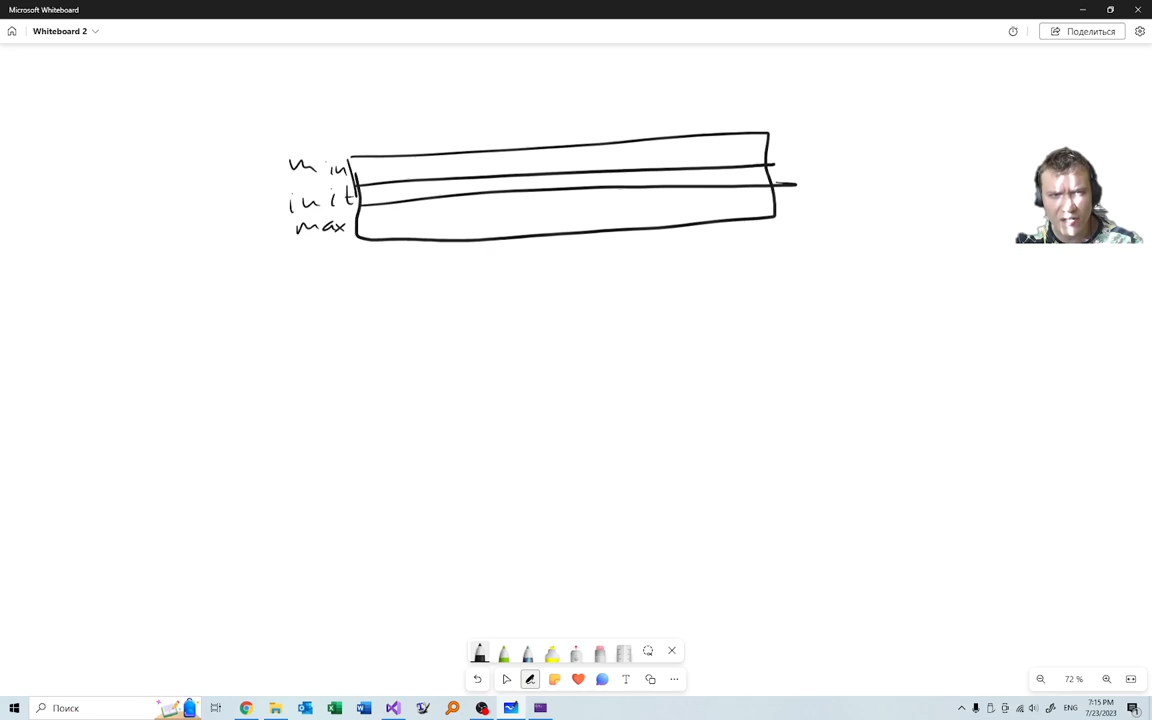 Microsoft Whiteboard
Whiteboard 2
Поделиться
min
init
max
72 %
Поиск
ENG
7:15 PM
7/23/2023